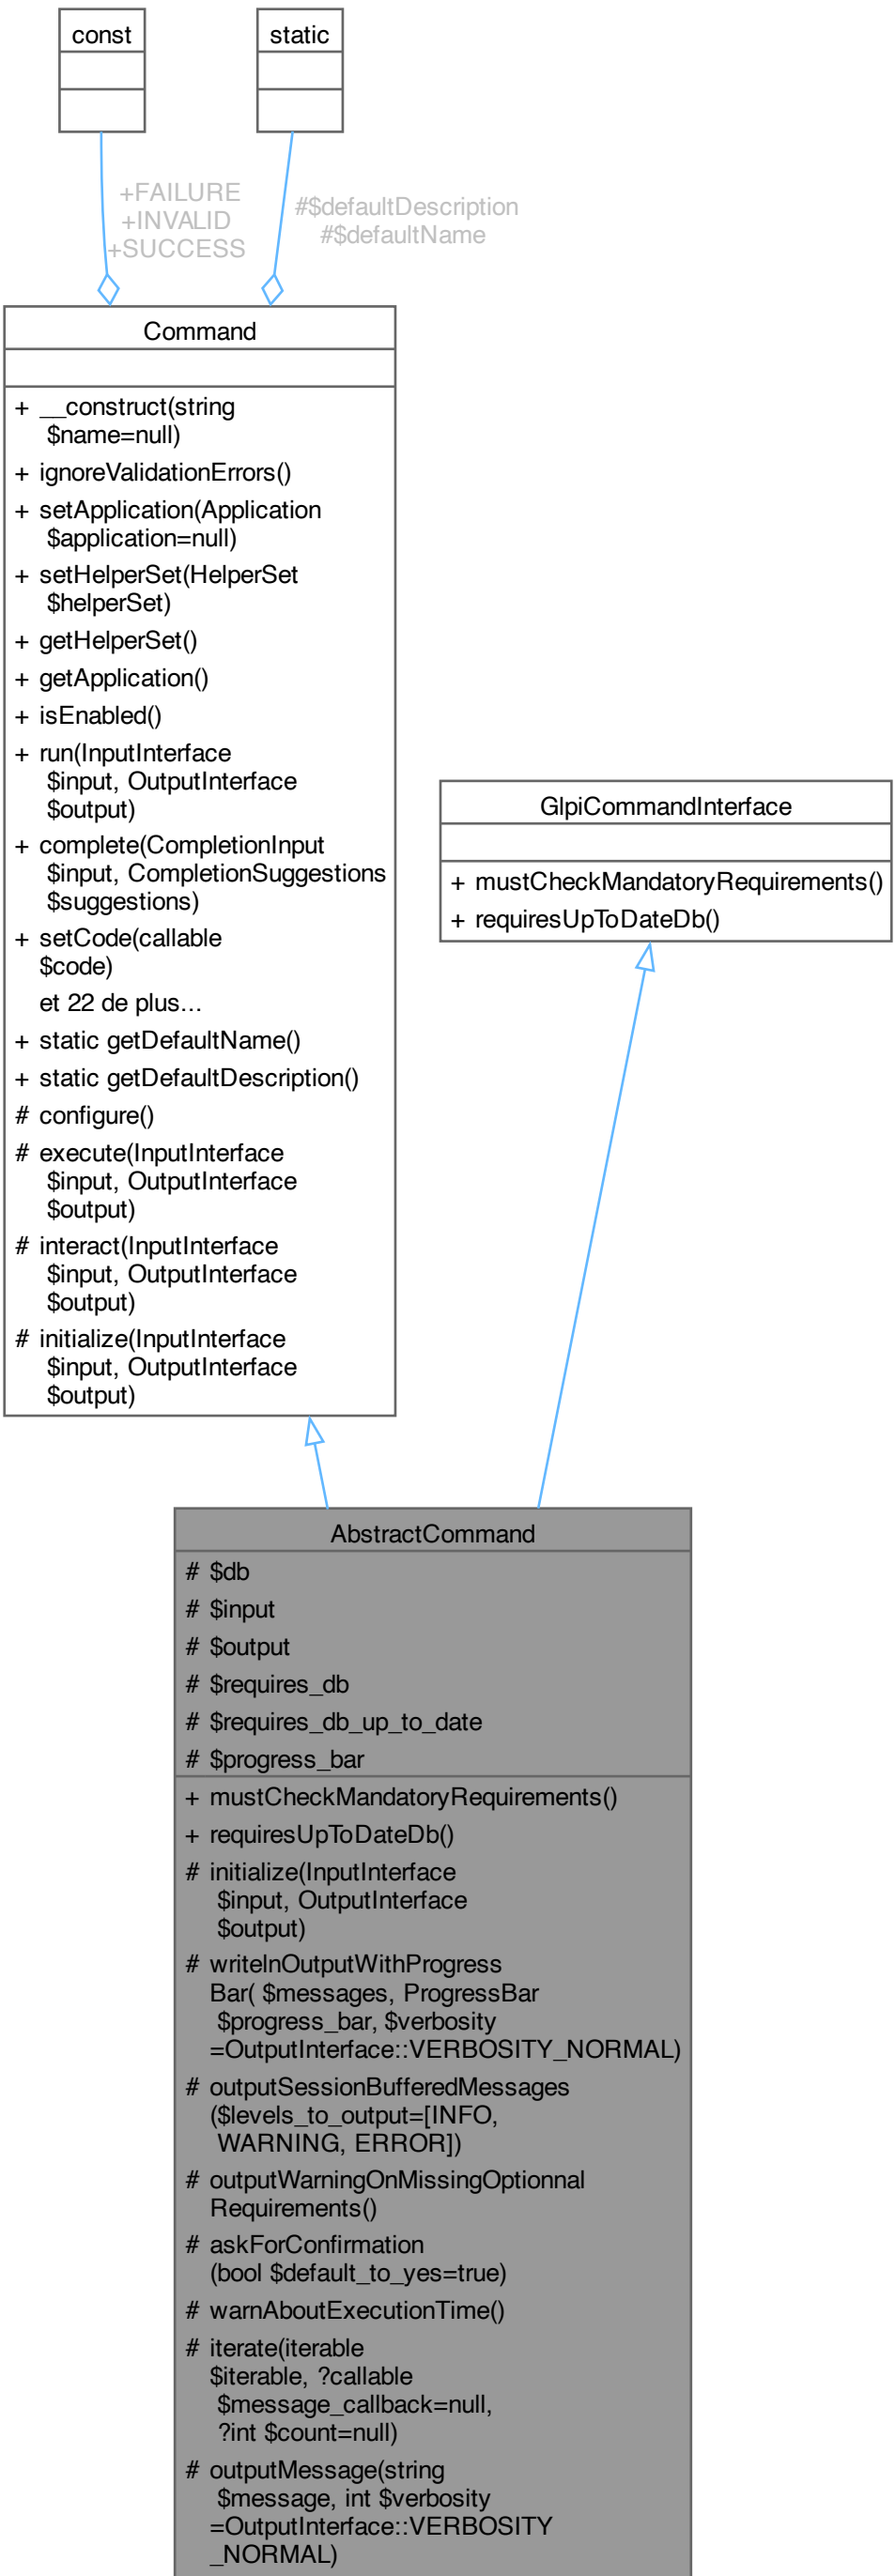 const
static
+FAILURE
+INVALID
+SUCCESS
#$defaultDescription
#$defaultName
Command
+ __construct(string
$name=null)
+ ignoreValidationErrors()
+ setApplication(Application
$application=null)
+ setHelperSet(HelperSet
$helperSet)
+ getHelperSet()
+ getApplication()
+ isEnabled()
+ run(InputInterface
$input, OutputInterface
$output)
+ complete(CompletionInput
$input, CompletionSuggestions
$suggestions)
+ setCode(callable
$code)
et 22 de plus...
+ static getDefaultName()
+ static getDefaultDescription()
# configure()
# execute(InputInterface
$input, OutputInterface
$output)
# interact(InputInterface
$input, OutputInterface
$output)
# initialize(InputInterface
$input, OutputInterface
$output)
GlpiCommandInterface
+ mustCheckMandatoryRequirements()
+ requiresUpToDateDb()
AbstractCommand
# $db
# $input
# $output
# $requires_db
# $requires_db_up_to_date
# $progress_bar
+ mustCheckMandatoryRequirements()
+ requiresUpToDateDb()
# initialize(InputInterface
$input, OutputInterface
$output)
# writelnOutputWithProgress
Bar( $messages, ProgressBar
$progress_bar, $verbosity
=OutputInterface::VERBOSITY_NORMAL)
# outputSessionBufferedMessages
($levels_to_output=[INFO,
WARNING, ERROR])
# outputWarningOnMissingOptionnal
Requirements()
# askForConfirmation
(bool $default_to_yes=true)
# warnAboutExecutionTime()
# iterate(iterable
$iterable, ?callable
$message_callback=null,
?int $count=null)
# outputMessage(string
$message, int $verbosity
=OutputInterface::VERBOSITY
_NORMAL)